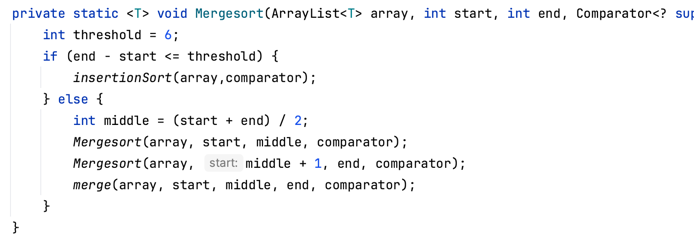 private static <T> void Mergesort(ArrayList<T> array, int start, int end, Comparator<? sup
int threshold = 6;
if (end - start <= threshold) {
insertionSort(array,comparator);
} else {
int middle = (start + end) / 2;
Mergesort(array, start, middle, comparator);
Mergesort(array, start: middle + 1, end, comparator);
merge(array, start, middle, end, comparator);
}
}